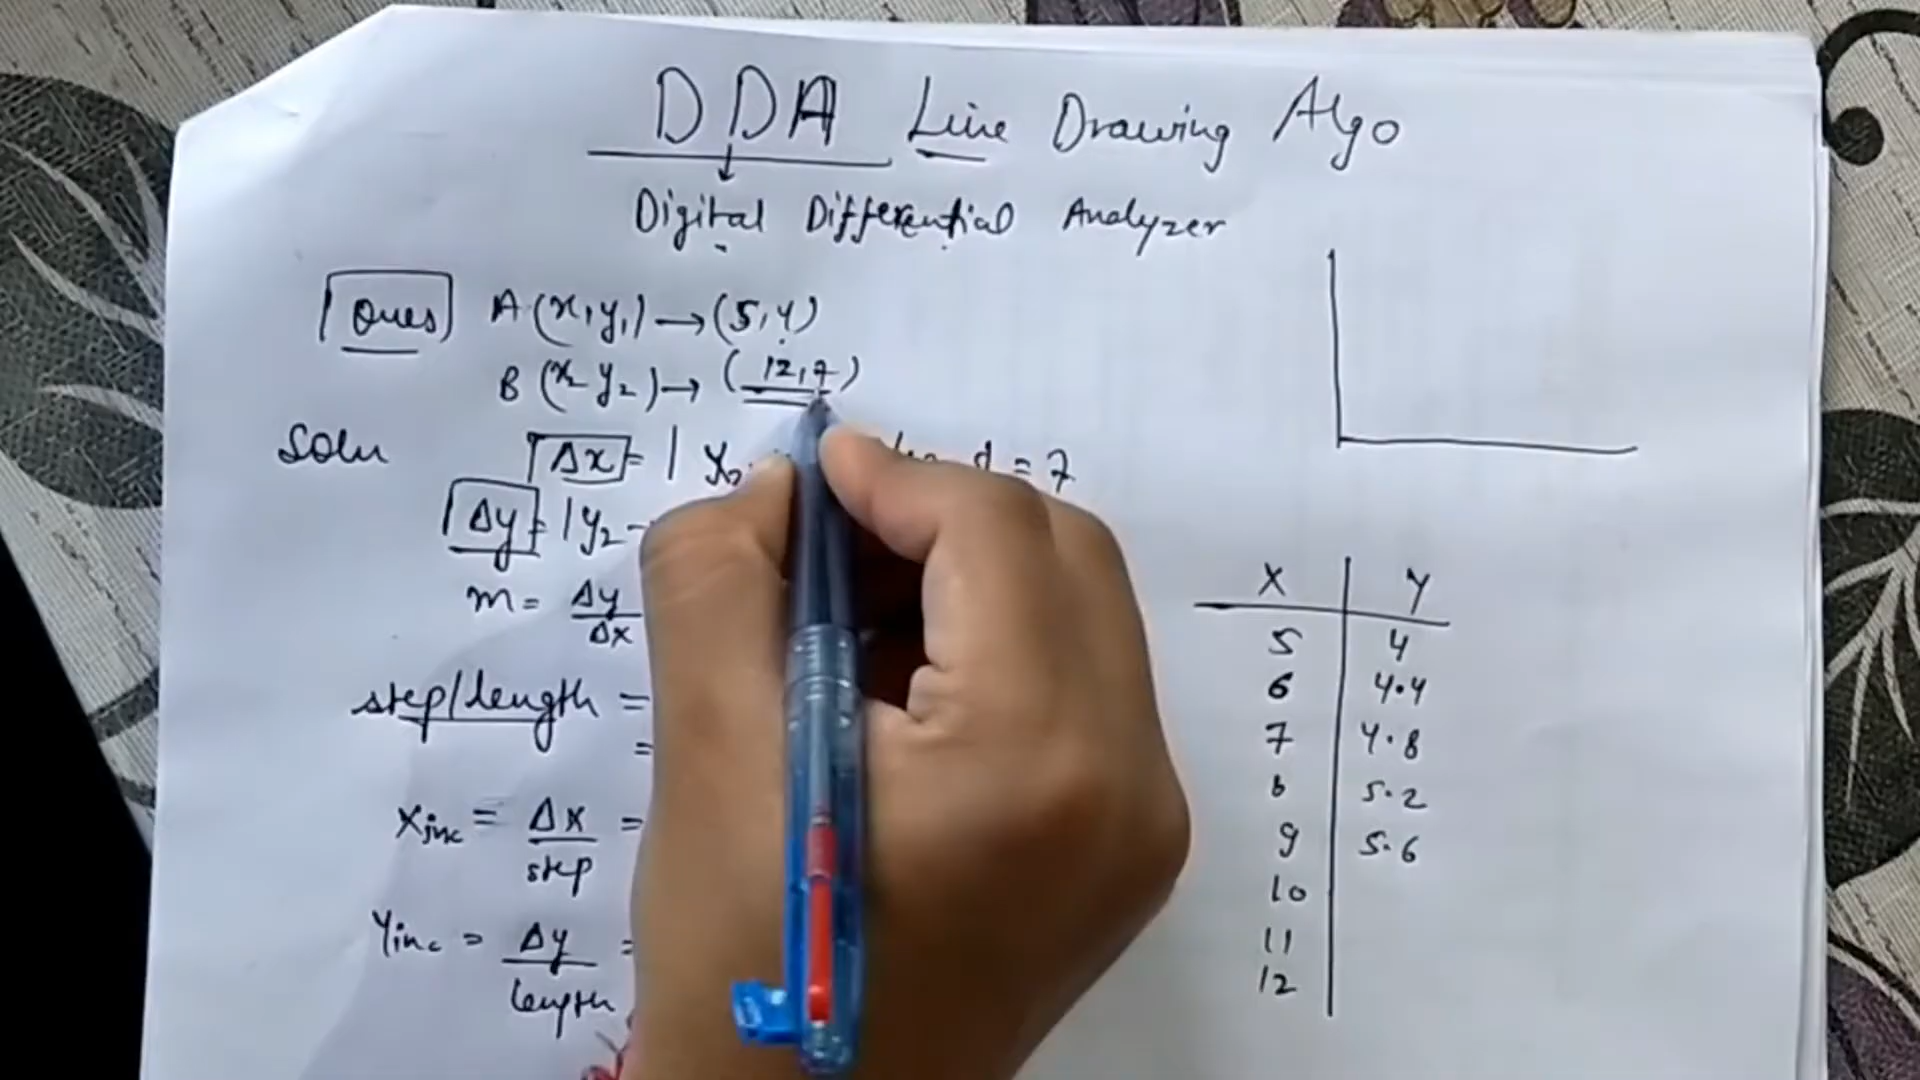 DDA Line Drawing Algo
Digital Differential Analyzer
Ques A (x1 y1) → (5,4)
B (x2 y2) → (12,7)
Solu Δx = | = 7
Δy = |y2 -
m = Δy
Δx
step/length =
=
Xinc = Δx =
step
Yinc = Δy =
length
X Y
5 4
6 4.4
7 4.8
8 5.2
9 5.6
10
11
12